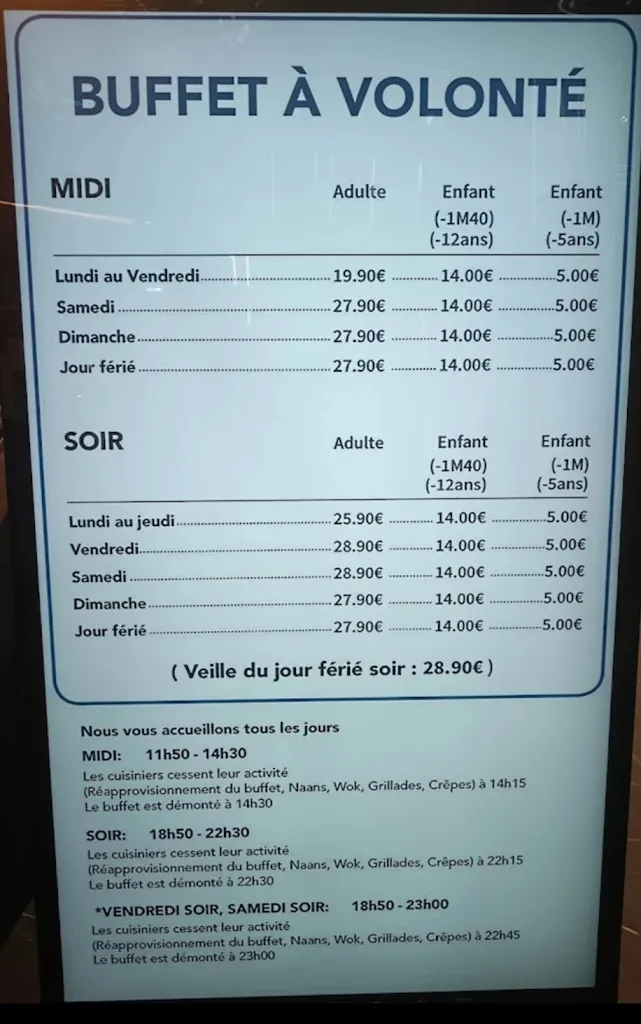 BUFFET À VOLONTÉ
MIDI Adulte Enfant Enfant
(-1M40) (-1M)
(-12ans) (-5ans)
Lundi au Vendredi 19.90€ 14.00€ 5.00€
Samedi 27.90€ 14.00€ 5.00€
Dimanche 27.90€ 14.00€ 5.00€
Jour férié 27.90€ 14.00€ 5.00€
SOIR Adulte Enfant Enfant
(-1M40) (-1M)
(-12ans) (-5ans)
Lundi au jeudi 25.90€ 14.00€ 5.00€
Vendredi 28.90€ 14.00€ 5.00€
Samedi 28.90€ 14.00€ 5.00€
Dimanche 27.90€ 14.00€ 5.00€
Jour férié 27.90€ 14.00€ 5.00€
( Veille du jour férié soir : 28.90€ )
Nous vous accueillons tous les jours
MIDI: 11h50 - 14h30
Les cuisiniers cessent leur activité
(Réapprovisionnement du buffet, Naans, Wok, Grillades, Crêpes) à 14h15
Le buffet est démonté à 14h30
SOIR: 18h50 - 22h30
Les cuisiniers cessent leur activité
(Réapprovisionnement du buffet, Naans, Wok, Grillades, Crêpes) à 22h15
Le buffet est démonté à 22h30
*VENDREDI SOIR, SAMEDI SOIR: 18h50 - 23h00
Les cuisiniers cessent leur activité
(Réapprovisionnement du buffet, Naans, Wok, Grillades, Crêpes) à 22h45
Le buffet est démonté à 23h00